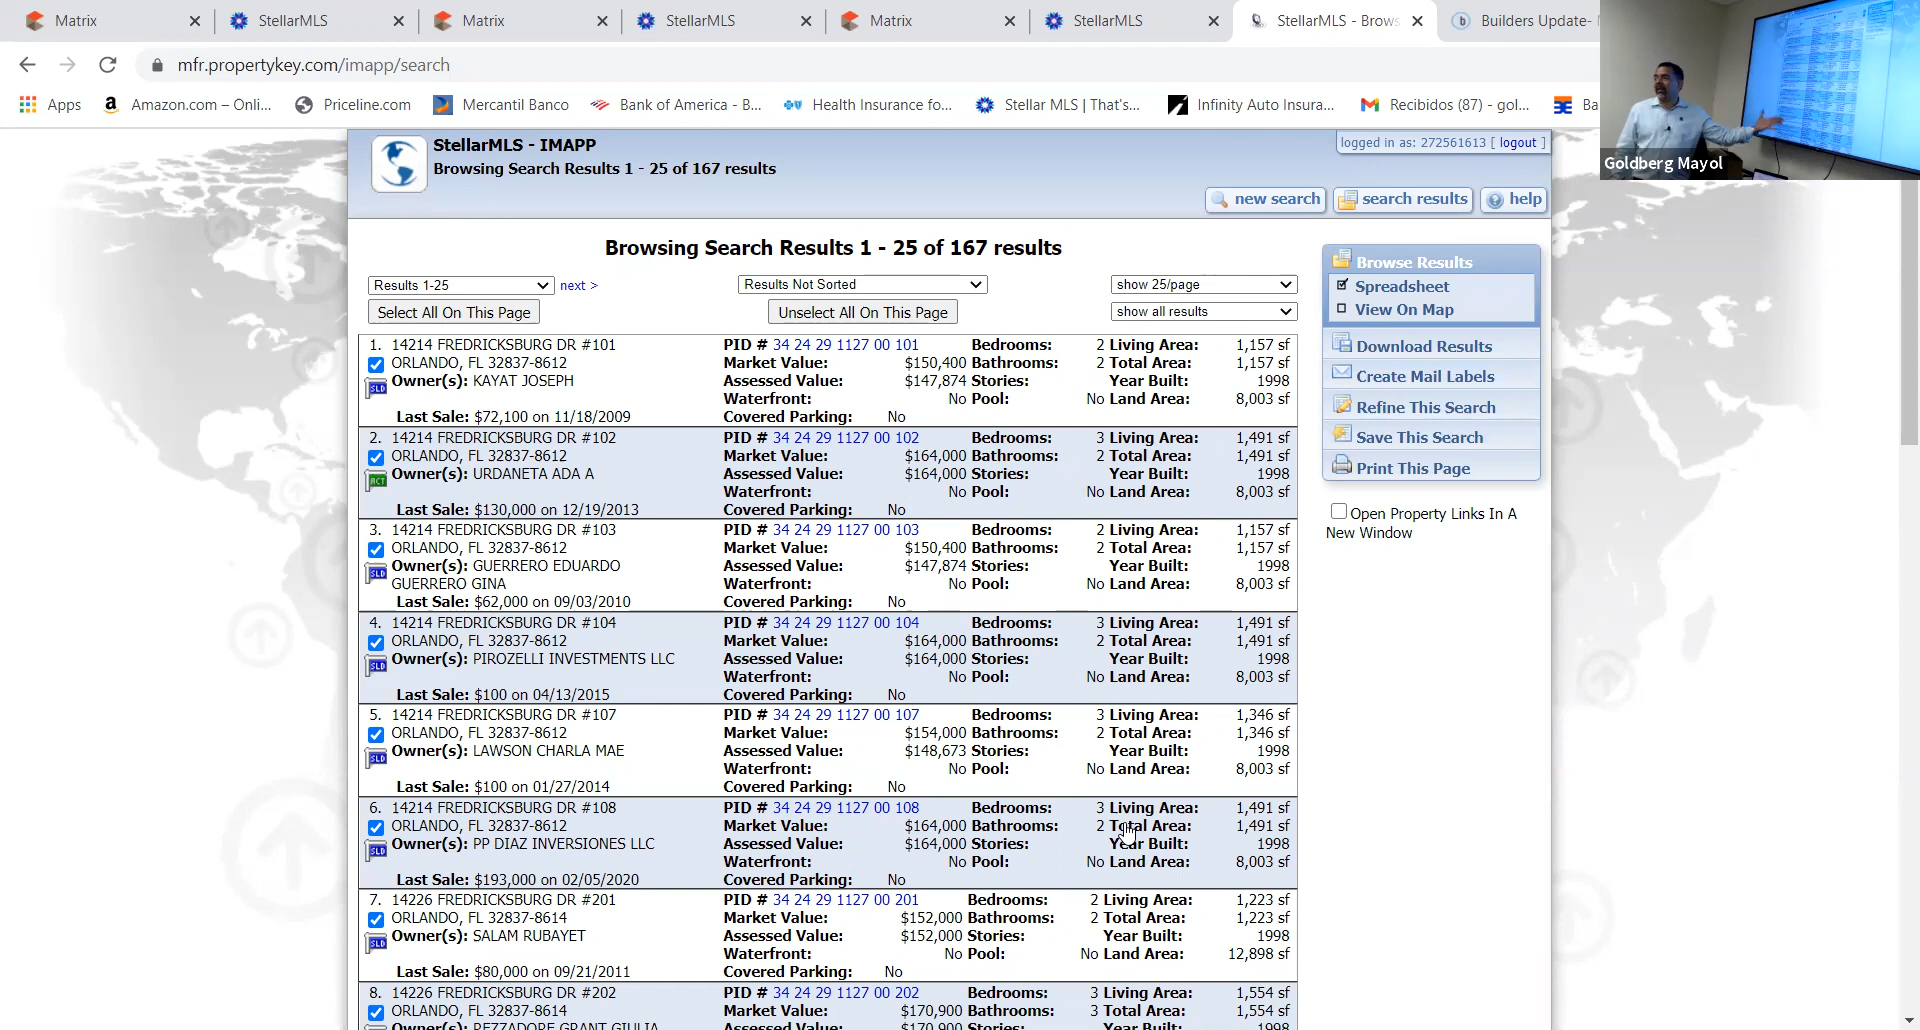 Matrix
StellarMLS
Matrix
StellarMLS
Matrix
StellarMLS
StellarMLS - Brows
Builders Update-
mfr.propertykey.com/imapp/search
Apps
Amazon.com – Onli...
Priceline.com
Mercantil Banco
Bank of America - B...
Health Insurance fo...
Stellar MLS | That's...
Infinity Auto Insura...
Recibidos (87) - gol...
Ba
Goldberg Mayol
StellarMLS - IMAPP
Browsing Search Results 1 - 25 of 167 results
logged in as: 272561613 [ logout ]
new search
search results
help
Browsing Search Results 1 - 25 of 167 results
Results 1-25 next > Results Not Sorted show 25/page
Select All On This Page Unselect All On This Page show all results
1. 14214 FREDRICKSBURG DR #101 PID # 34 24 29 1127 00 101 Bedrooms: 2 Living Area: 1,157 sf
ORLANDO, FL 32837-8612 Market Value: $150,400 Bathrooms: 2 Total Area: 1,157 sf
SLD Owner(s): KAYAT JOSEPH Assessed Value: $147,874 Stories: Year Built: 1998
Waterfront: No Pool: No Land Area: 8,003 sf
Last Sale: $72,100 on 11/18/2009 Covered Parking: No
2. 14214 FREDRICKSBURG DR #102 PID # 34 24 29 1127 00 102 Bedrooms: 3 Living Area: 1,491 sf
ORLANDO, FL 32837-8612 Market Value: $164,000 Bathrooms: 2 Total Area: 1,491 sf
ACT Owner(s): URDANETA ADA A Assessed Value: $164,000 Stories: Year Built: 1998
Waterfront: No Pool: No Land Area: 8,003 sf
Last Sale: $130,000 on 12/19/2013 Covered Parking: No
3. 14214 FREDRICKSBURG DR #103 PID # 34 24 29 1127 00 103 Bedrooms: 2 Living Area: 1,157 sf
ORLANDO, FL 32837-8612 Market Value: $150,400 Bathrooms: 2 Total Area: 1,157 sf
SLD Owner(s): GUERRERO EDUARDO Assessed Value: $147,874 Stories: Year Built: 1998
GUERRERO GINA Waterfront: No Pool: No Land Area: 8,003 sf
Last Sale: $62,000 on 09/03/2010 Covered Parking: No
4. 14214 FREDRICKSBURG DR #104 PID # 34 24 29 1127 00 104 Bedrooms: 3 Living Area: 1,491 sf
ORLANDO, FL 32837-8612 Market Value: $164,000 Bathrooms: 2 Total Area: 1,491 sf
SLD Owner(s): PIROZELLI INVESTMENTS LLC Assessed Value: $164,000 Stories: Year Built: 1998
Waterfront: No Pool: No Land Area: 8,003 sf
Last Sale: $100 on 04/13/2015 Covered Parking: No
5. 14214 FREDRICKSBURG DR #107 PID # 34 24 29 1127 00 107 Bedrooms: 3 Living Area: 1,346 sf
ORLANDO, FL 32837-8612 Market Value: $154,000 Bathrooms: 2 Total Area: 1,346 sf
SLD Owner(s): LAWSON CHARLA MAE Assessed Value: $148,673 Stories: Year Built: 1998
Waterfront: No Pool: No Land Area: 8,003 sf
Last Sale: $100 on 01/27/2014 Covered Parking: No
6. 14214 FREDRICKSBURG DR #108 PID # 34 24 29 1127 00 108 Bedrooms: 3 Living Area: 1,491 sf
ORLANDO, FL 32837-8612 Market Value: $164,000 Bathrooms: 2 Total Area: 1,491 sf
SLD Owner(s): PP DIAZ INVERSIONES LLC Assessed Value: $164,000 Stories: Year Built: 1998
Waterfront: No Pool: No Land Area: 8,003 sf
Last Sale: $193,000 on 02/05/2020 Covered Parking: No
7. 14226 FREDRICKSBURG DR #201 PID # 34 24 29 1127 00 201 Bedrooms: 2 Living Area: 1,223 sf
ORLANDO, FL 32837-8614 Market Value: $152,000 Bathrooms: 2 Total Area: 1,223 sf
SLD Owner(s): SALAM RUBAYET Assessed Value: $152,000 Stories: Year Built: 1998
Waterfront: No Pool: No Land Area: 12,898 sf
Last Sale: $80,000 on 09/21/2011 Covered Parking: No
8. 14226 FREDRICKSBURG DR #202 PID # 34 24 29 1127 00 202 Bedrooms: 3 Living Area: 1,554 sf
ORLANDO, FL 32837-8614 Market Value: $170,900 Bathrooms: 3 Total Area: 1,554 sf
Owner(s): PEZZADORE GRANT GIULIA Assessed Value: $170,900 Stories: Year Built: 1998
Browse Results
Spreadsheet
View On Map
Download Results
Create Mail Labels
Refine This Search
Save This Search
Print This Page
Open Property Links In A
New Window